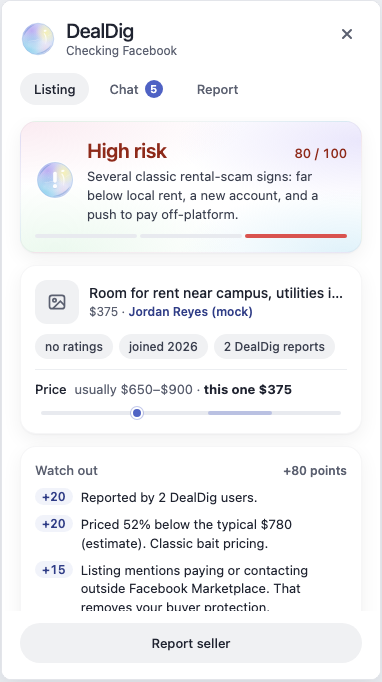 DealDig
Checking Facebook
Listing
Chat 5
Report
High risk
80 / 100
Several classic rental-scam signs: far
below local rent, a new account, and a
push to pay off-platform.
Room for rent near campus, utilities i...
$375 · Jordan Reyes (mock)
no ratings
joined 2026
2 DealDig reports
Price usually $650–$900 · this one $375
Watch out
+80 points
+20 Reported by 2 DealDig users.
+20 Priced 52% below the typical $780
(estimate). Classic bait pricing.
+15 Listing mentions paying or contacting
outside Facebook Marketplace. That
removes your buyer protection.
Report seller